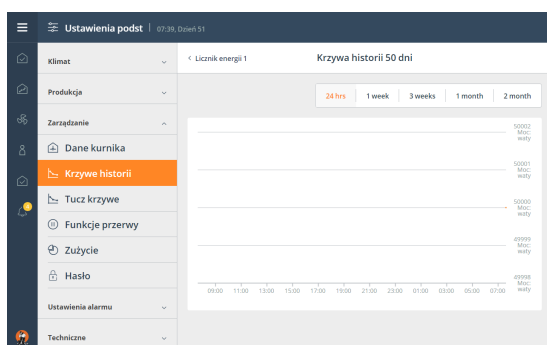 Ustawienia podst | 07:39, Dzień 51
Klimat
Produkcja
Zarządzanie
Dane kurnika
Krzywe historii
Tucz krzywe
Funkcje przerwy
Zużycie
Hasło
Ustawienia alarmu
Techniczne
< Licznik energii 1
Krzywa historii 50 dni
24 hrs 1 week 3 weeks 1 month 2 month
50002
Moc:
waty
50001
Moc:
waty
50000
Moc:
waty
49999
Moc:
waty
49998
Moc:
waty
09:00 11:00 13:00 15:00 17:00 19:00 21:00 23:00 01:00 03:00 05:00 07:00